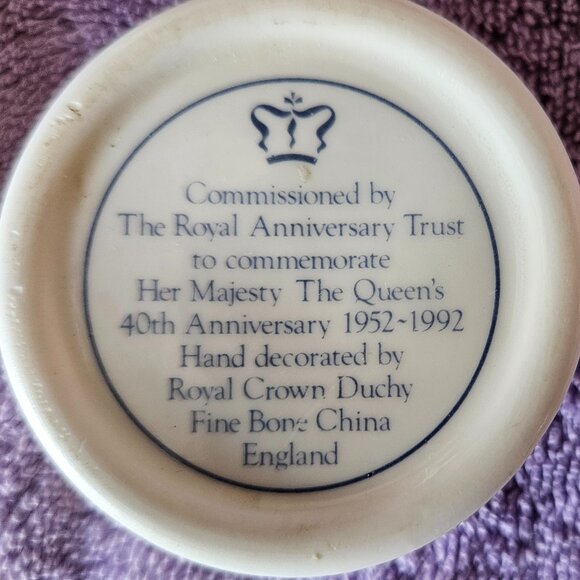 Commissioned by
The Royal Anniversary Trust
to commemorate
Her Majesty The Queen's
40th Anniversary 1952~1992
Hand decorated by
Royal Crown Duchy
Fine Bone China
England